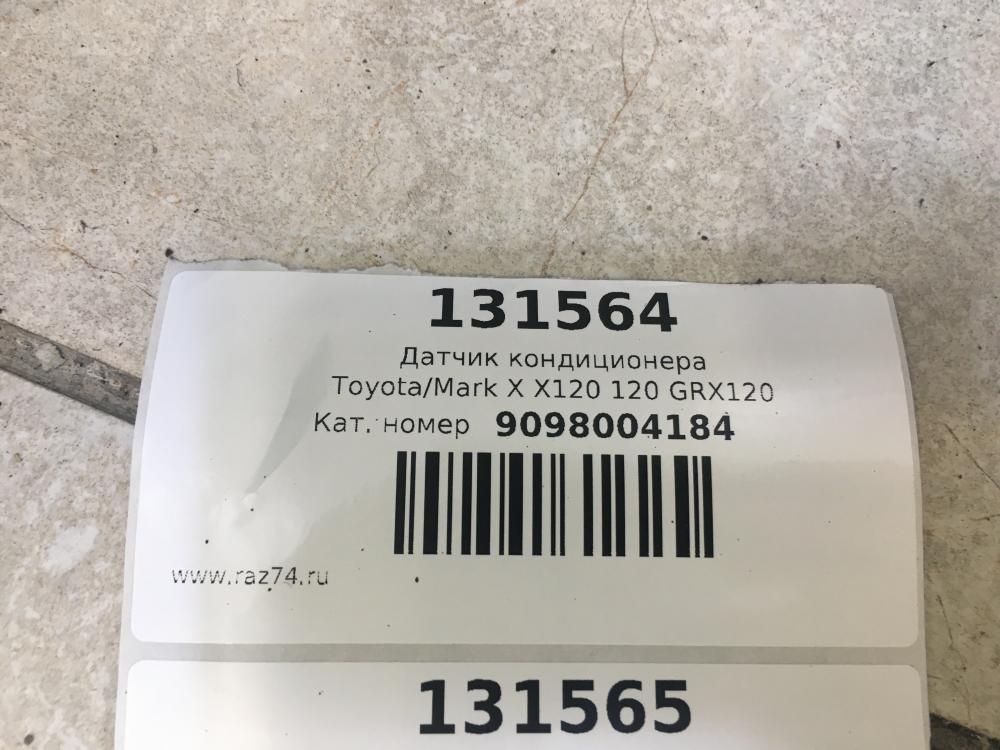 131564
Датчик кондиционера
Toyota/Mark X X120 120 GRX120
Кат. номер 9098004184
www.raz74.ru
131565